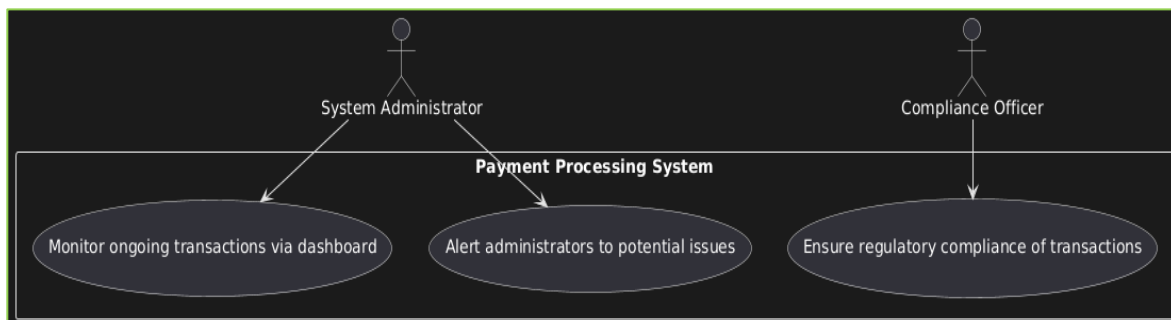 System Administrator
Compliance Officer
Payment Processing System
Monitor ongoing transactions via dashboard
Alert administrators to potential issues
Ensure regulatory compliance of transactions